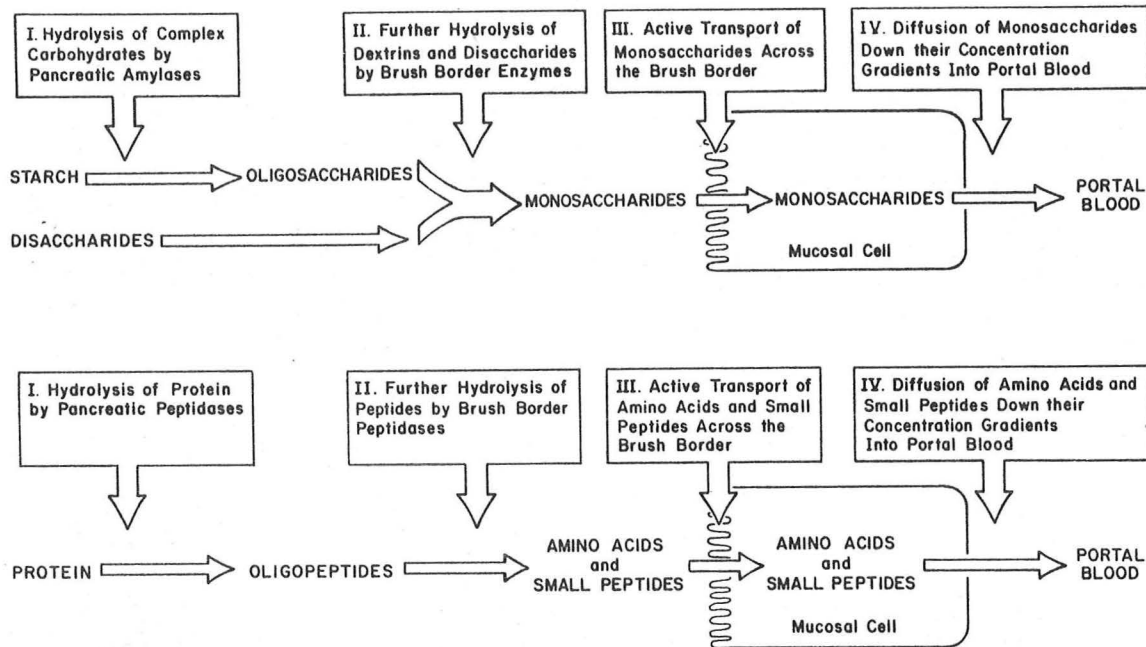 I. Hydrolysis of Complex
Carbohydrates by
Pancreatic Amylases
II. Further Hydrolysis of
Dextrins and Disaccharides
by Brush Border Enzymes
III. Active Transport of
Monosaccharides Across
the Brush Border
IV. Diffusion of Monosaccharides
Down their Concentration
Gradients Into Portal Blood
STARCH
OLIGOSACCHARIDES
DISACCHARIDES
MONOSACCHARIDES
MONOSACCHARIDES
PORTAL
BLOOD
Mucosal Cell
I. Hydrolysis of Protein
by Pancreatic Peptidases
II. Further Hydrolysis of
Peptides by Brush Border
Peptidases
III. Active Transport of
Amino Acids and Small
Peptides Across the
Brush Border
IV. Diffusion of Amino Acids and
Small Peptides Down their
Concentration Gradients
Into Portal Blood
PROTEIN
OLIGOPEPTIDES
AMINO ACIDS
and
SMALL PEPTIDES
AMINO ACIDS
and
SMALL PEPTIDES
PORTAL
BLOOD
Mucosal Cell